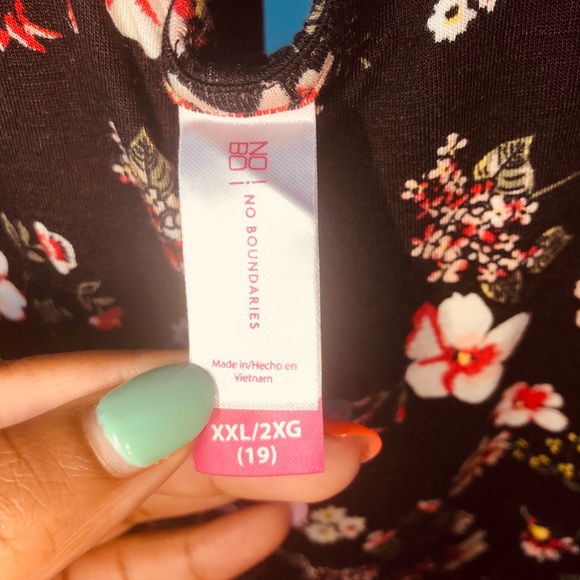 NO
BO
NO BOUNDARIES
Made in/Hecho en
Vietnam
XXL/2XG
(19)